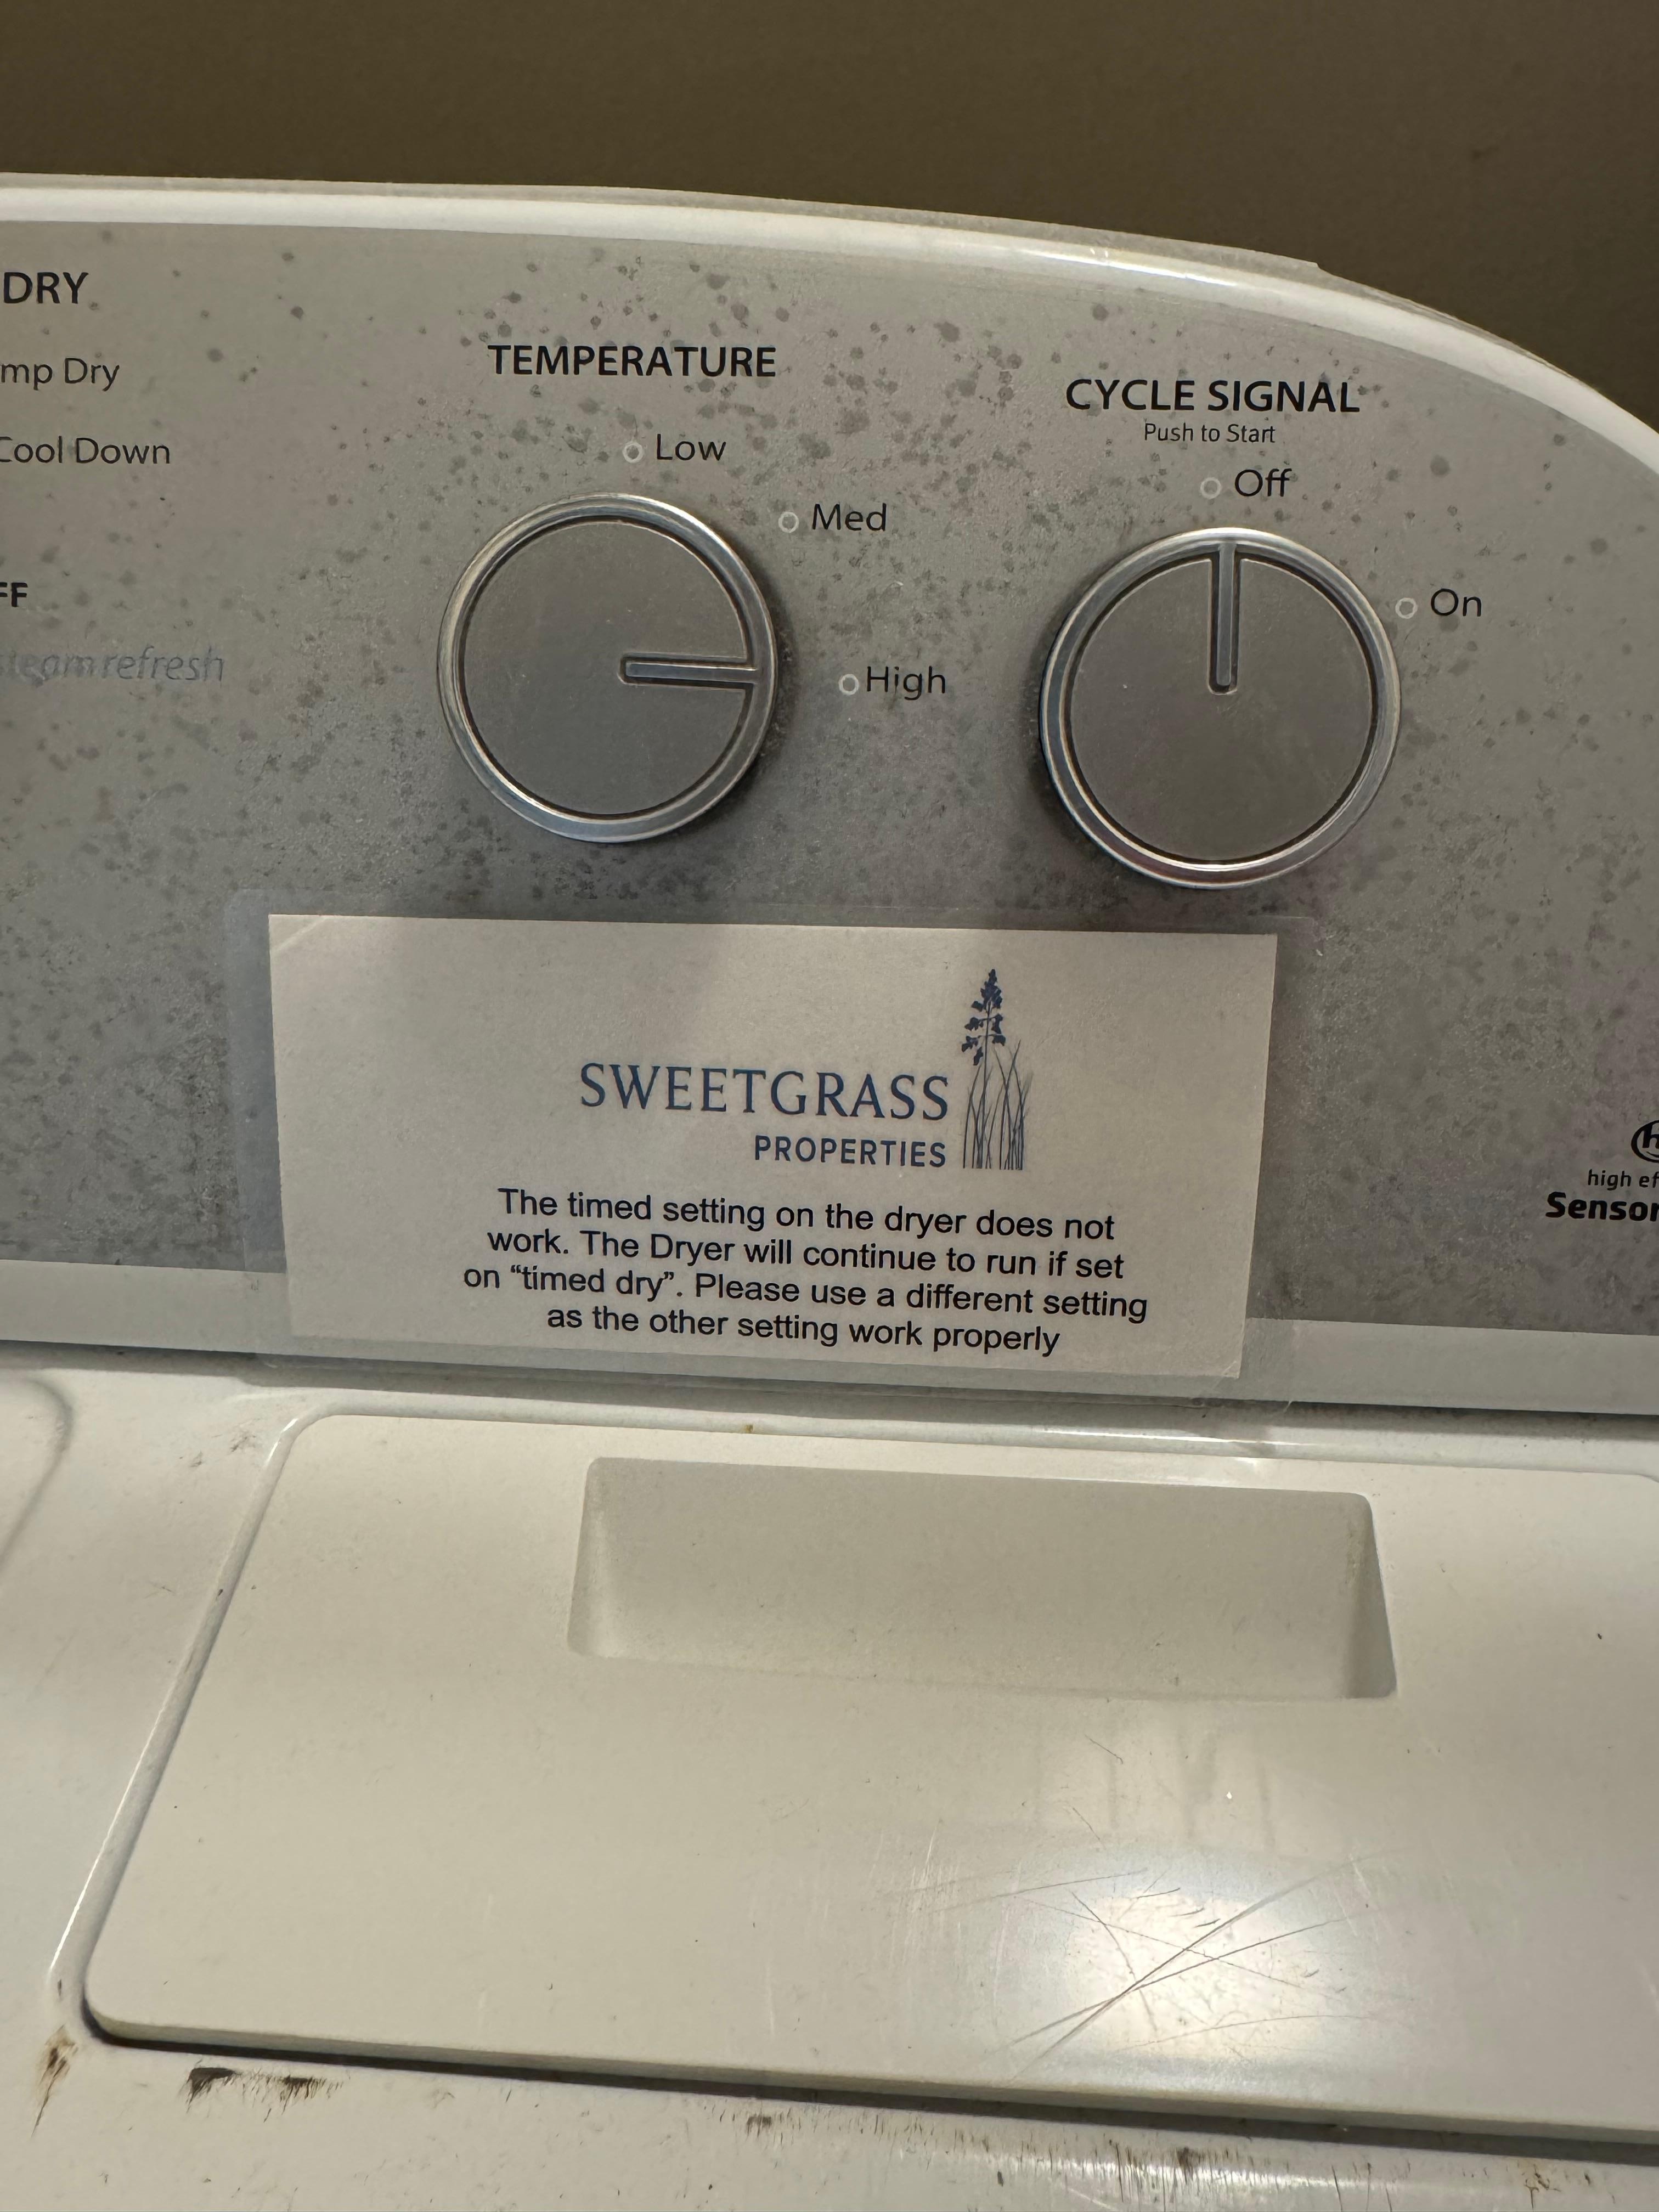 DRY
mp Dry
Cool Down
FF
steamrefresh
TEMPERATURE
Low
Med
High
CYCLE SIGNAL
Push to Start
Off
On
SWEETGRASS
PROPERTIES
The timed setting on the dryer does not
work. The Dryer will continue to run if set
on “timed dry”. Please use a different setting
as the other setting work properly
h
high ef
Sensor